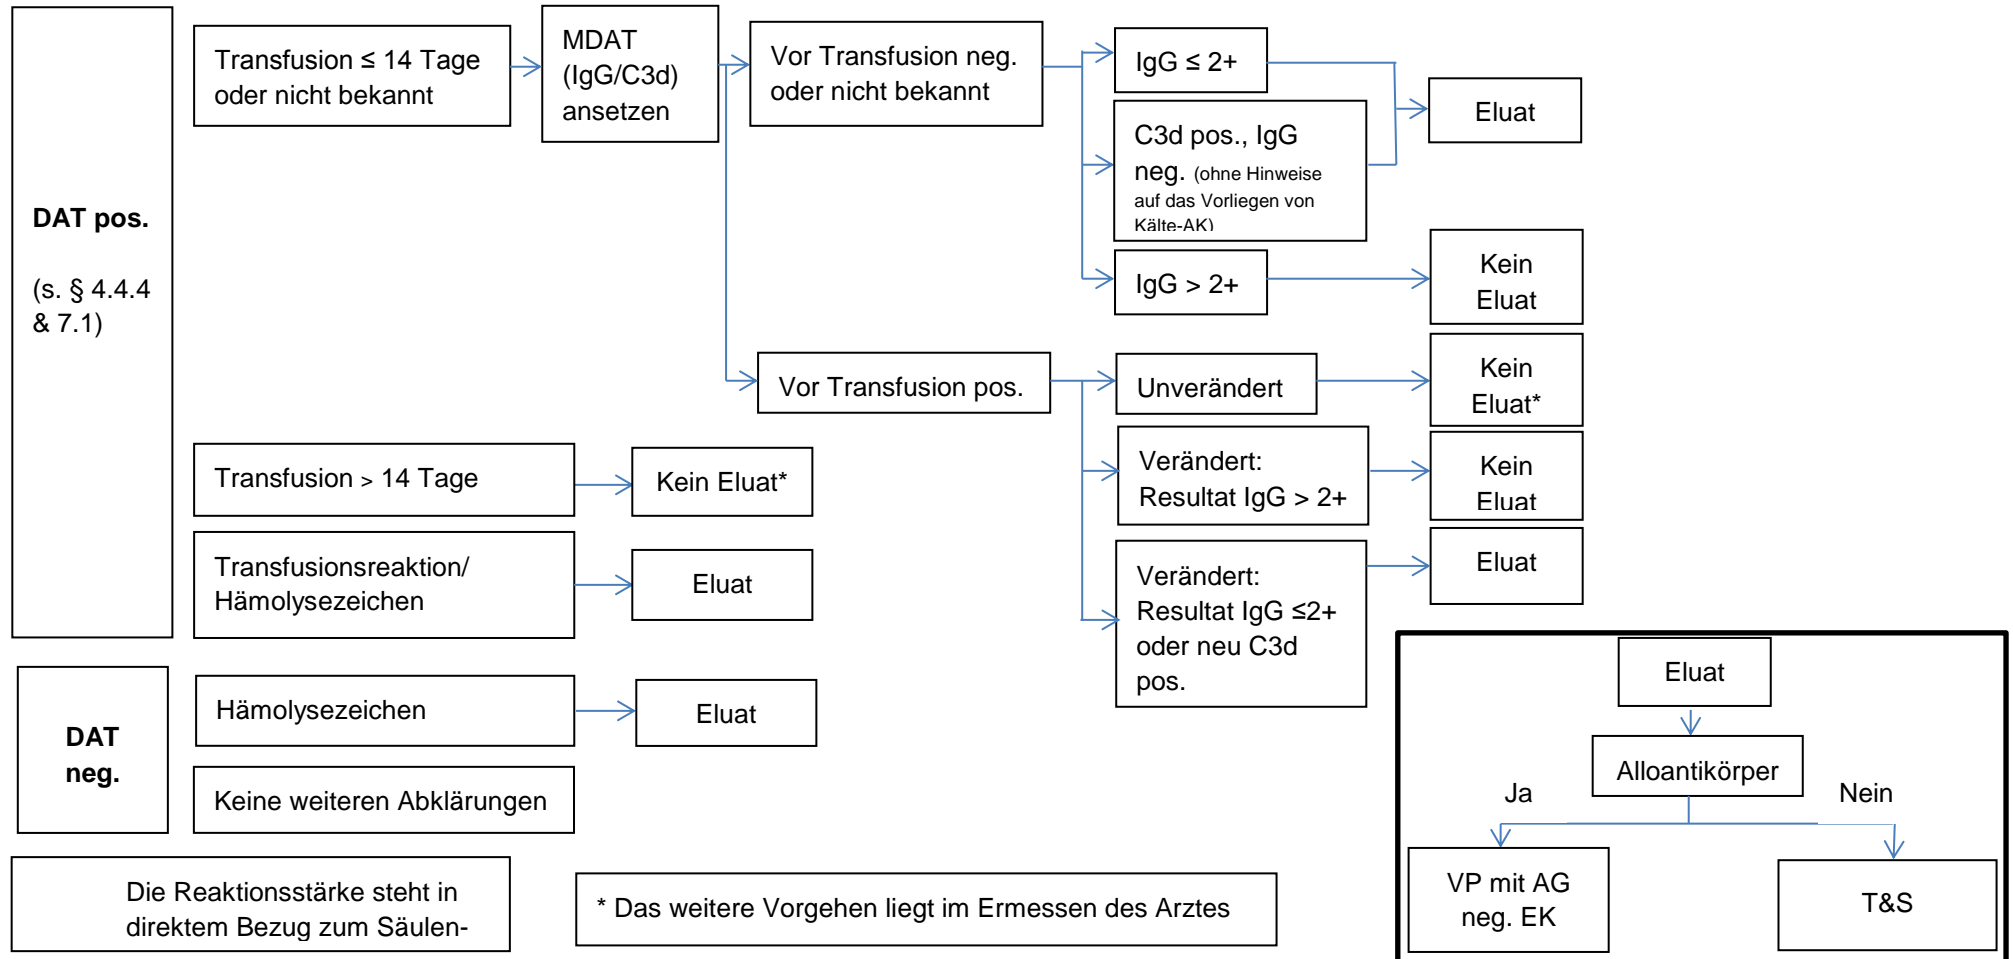 DAT pos.
(s. § 4.4.4
& 7.1)
Transfusion ≤ 14 Tage
oder nicht bekannt
MDAT
(IgG/C3d)
ansetzen
Vor Transfusion neg.
oder nicht bekannt
IgG ≤ 2+
C3d pos., IgG
neg. (ohne Hinweise
auf das Vorliegen von
Kälte-AK)
Eluat
IgG > 2+
Kein
Eluat
Vor Transfusion pos.
Unverändert
Kein
Eluat*
Verändert:
Resultat IgG > 2+
Kein
Eluat
Verändert:
Resultat IgG ≤2+
oder neu C3d
pos.
Eluat
Transfusion > 14 Tage
Kein Eluat*
Transfusionsreaktion/
Hämolysezeichen
Eluat
DAT
neg.
Hämolysezeichen
Eluat
Keine weiteren Abklärungen
Die Reaktionsstärke steht in
direktem Bezug zum Säulen-
* Das weitere Vorgehen liegt im Ermessen des Arztes
Eluat
Alloantikörper
Ja
Nein
VP mit AG
neg. EK
T&S